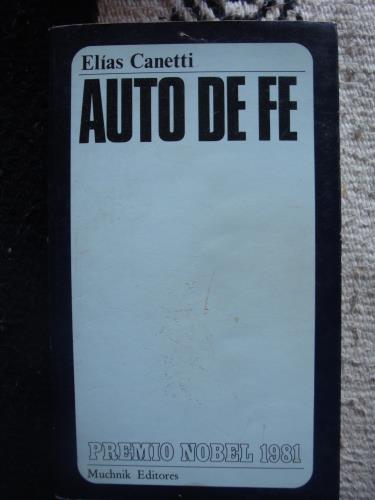 Elías Canetti
AUTO DE FE
PREMIO NOBEL 1981
Muchnik Editores